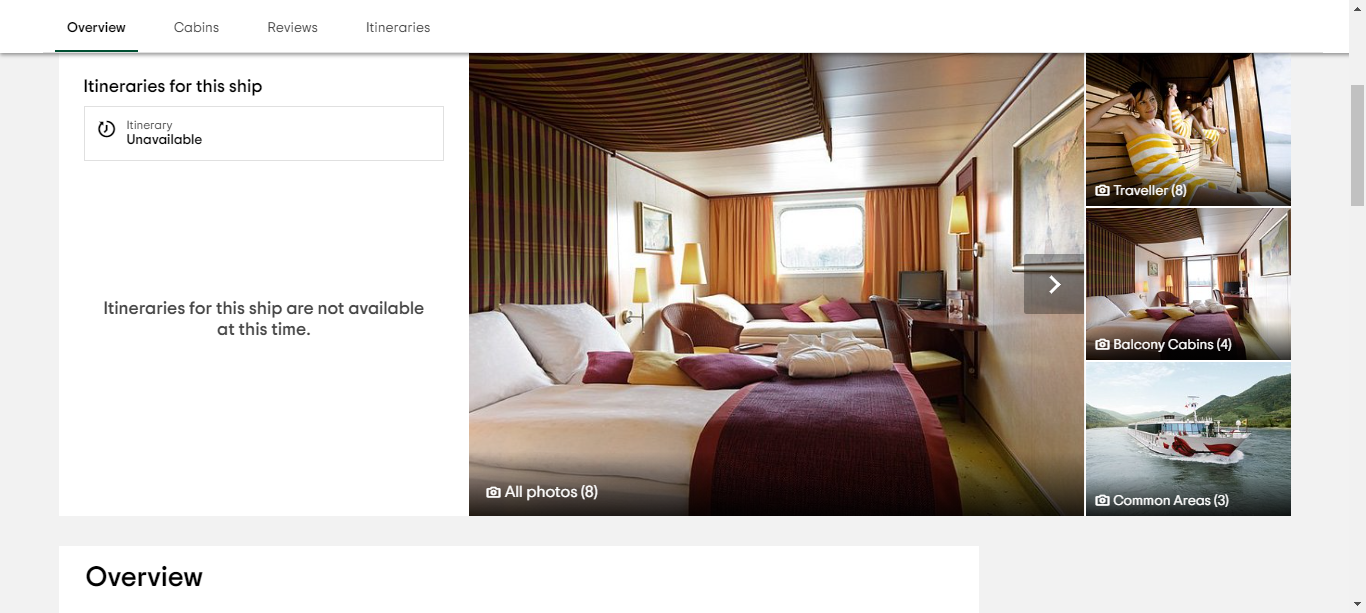 Overview
Cabins
Reviews
Itineraries
Itineraries for this ship
Itinerary
Unavailable
Itineraries for this ship are not available
at this time.
All photos (8)
Traveller (8)
Balcony Cabins (4)
Common Areas (3)
Overview